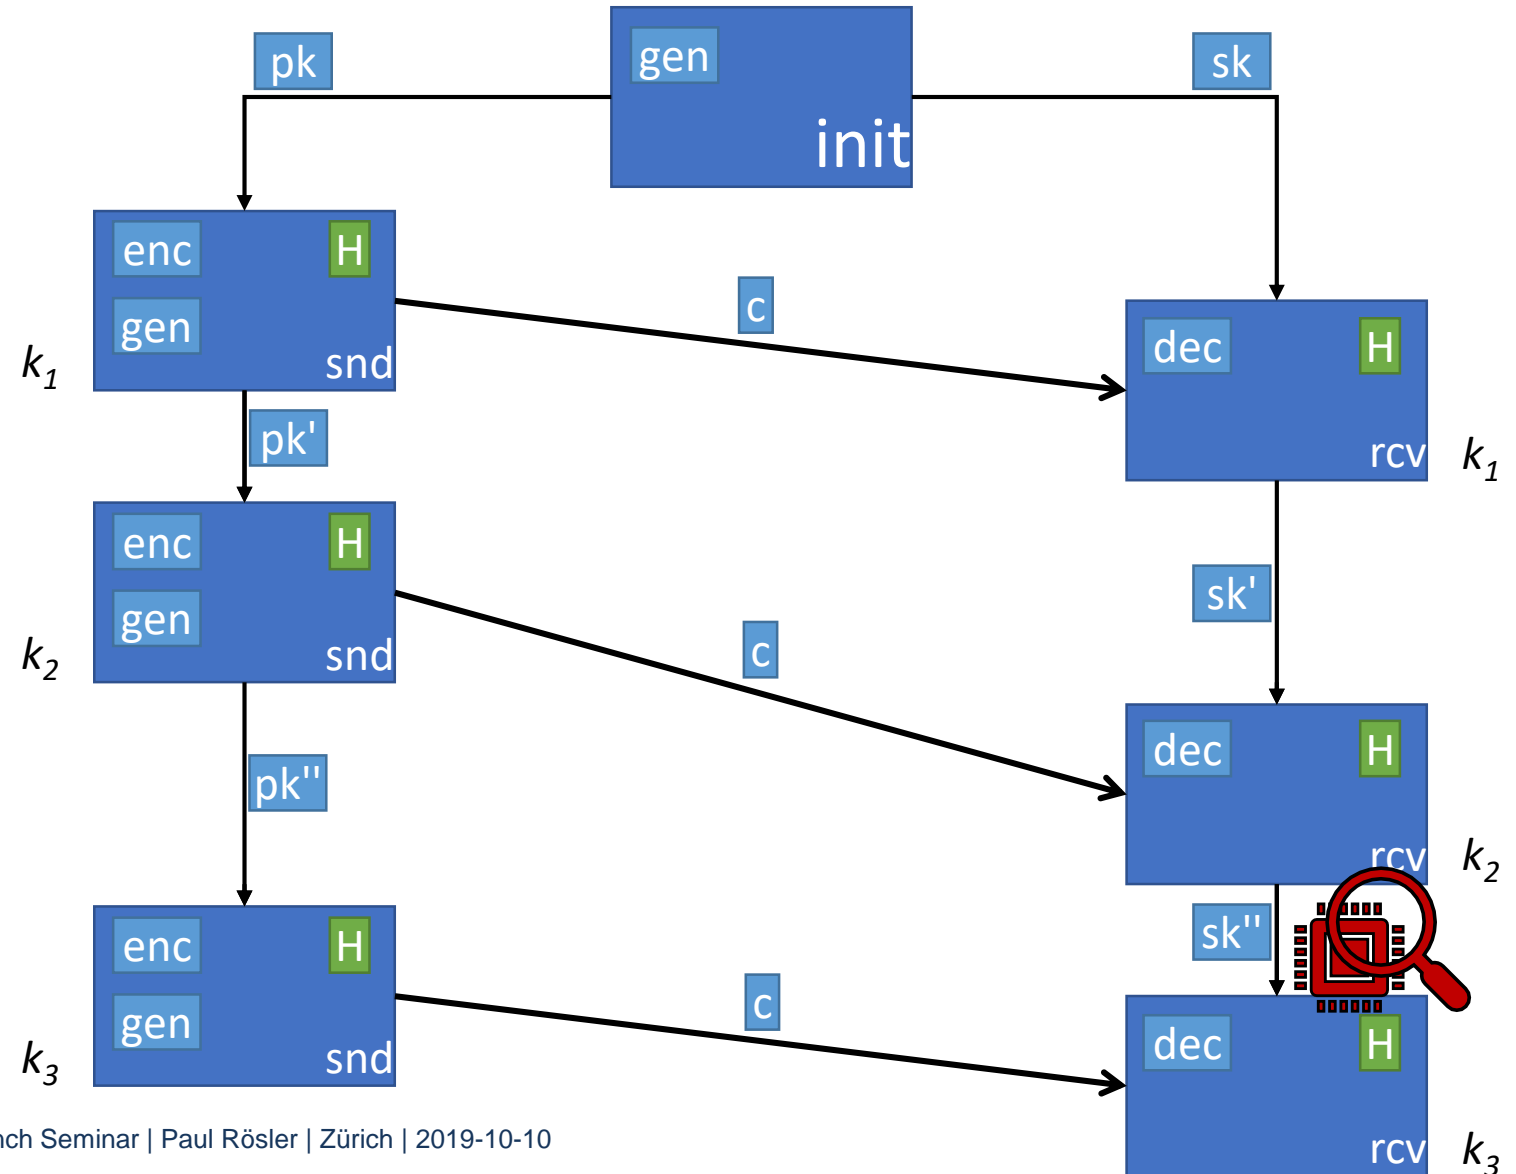 pk
gen
sk
init
enc
H
gen
snd
k1
c
dec
H
rcv
k1
pk'
enc
H
gen
snd
k2
c
sk'
dec
H
rcv
k2
pk''
sk''
enc
H
gen
snd
k3
c
dec
H
rcv
k3
Seminar | Paul Rösler | Zürich | 2019-10-10